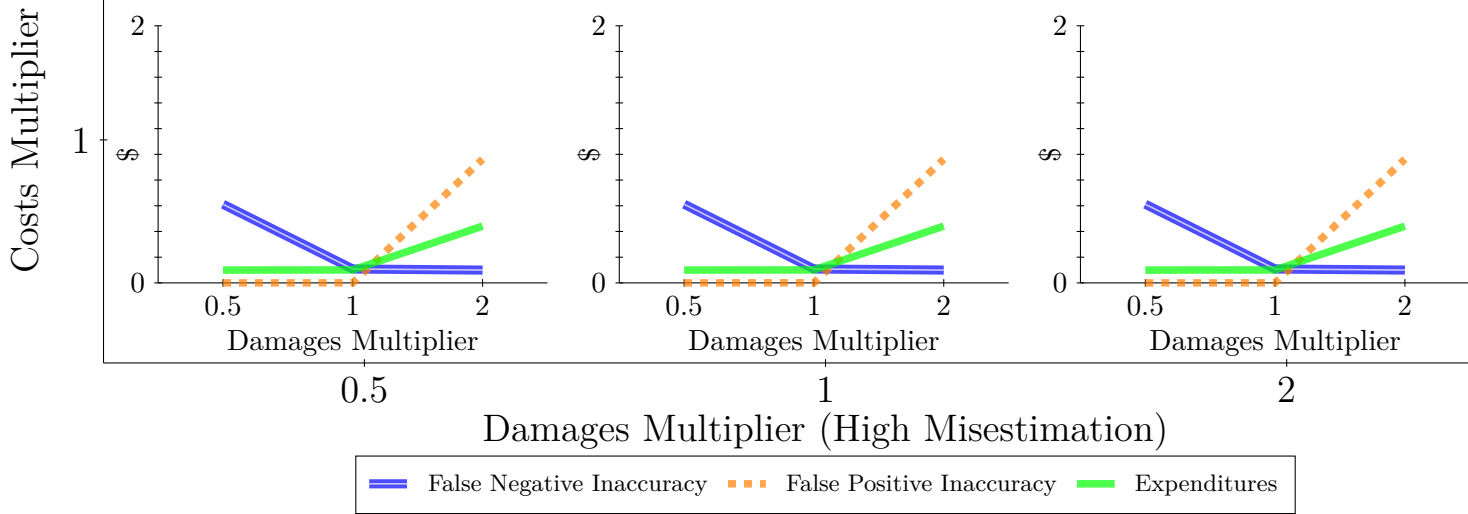 Costs Multiplier
1
2
0
$
0.5 1 2
Damages Multiplier
2
0
$
0.5 1 2
Damages Multiplier
2
0
$
0.5 1 2
Damages Multiplier
0.5 1 2
Damages Multiplier (High Misestimation)
False Negative Inaccuracy False Positive Inaccuracy Expenditures